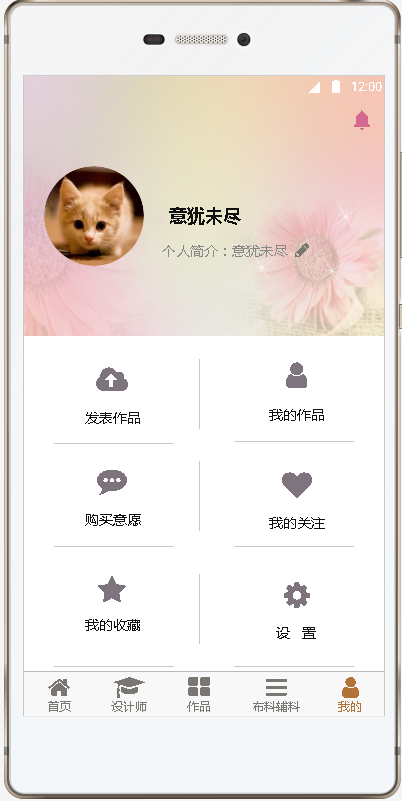 12:00
意犹未尽
个人简介：意犹未尽
发表作品
我的作品
购买意愿
我的关注
我的收藏
设 置
首页
设计师
作品
布料辅料
我的